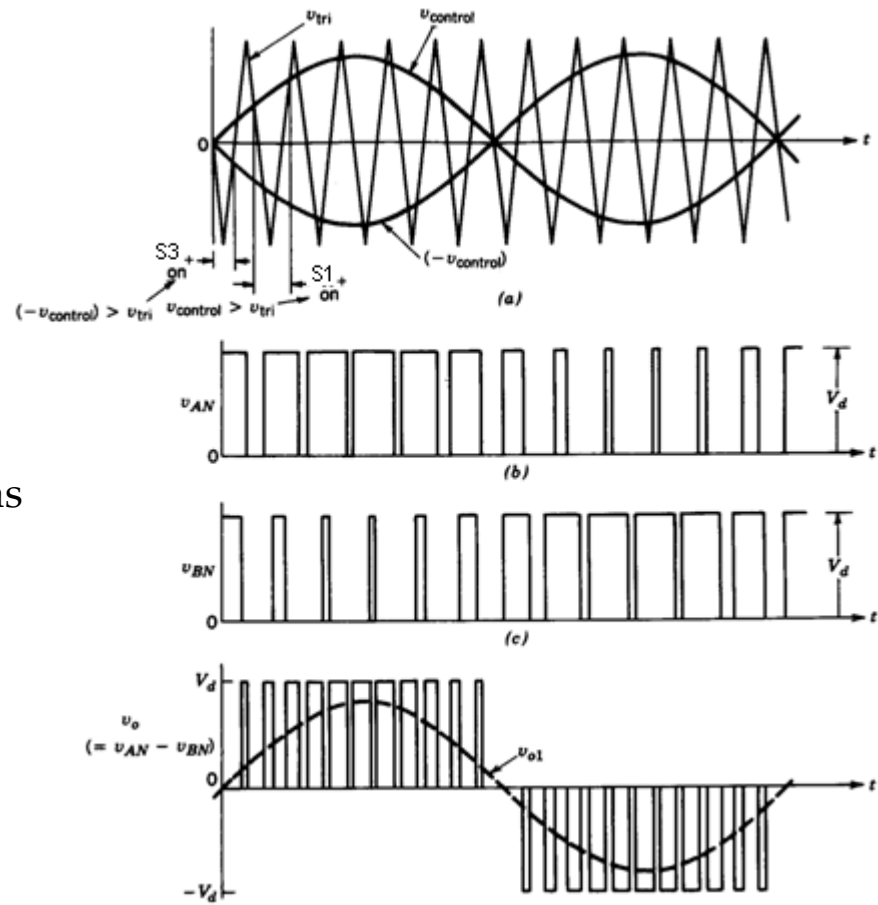 v_tri
v_control
0
t
(−v_control)
S3 +
on
S1 +
on
(−v_control) > v_tri v_control > v_tri
(a)
v_AN
V_d
0
t
(b)
ns
v_BN
V_d
0
t
(c)
V_d
v_o
(= v_AN − v_BN)
v_o1
0
t
−V_d